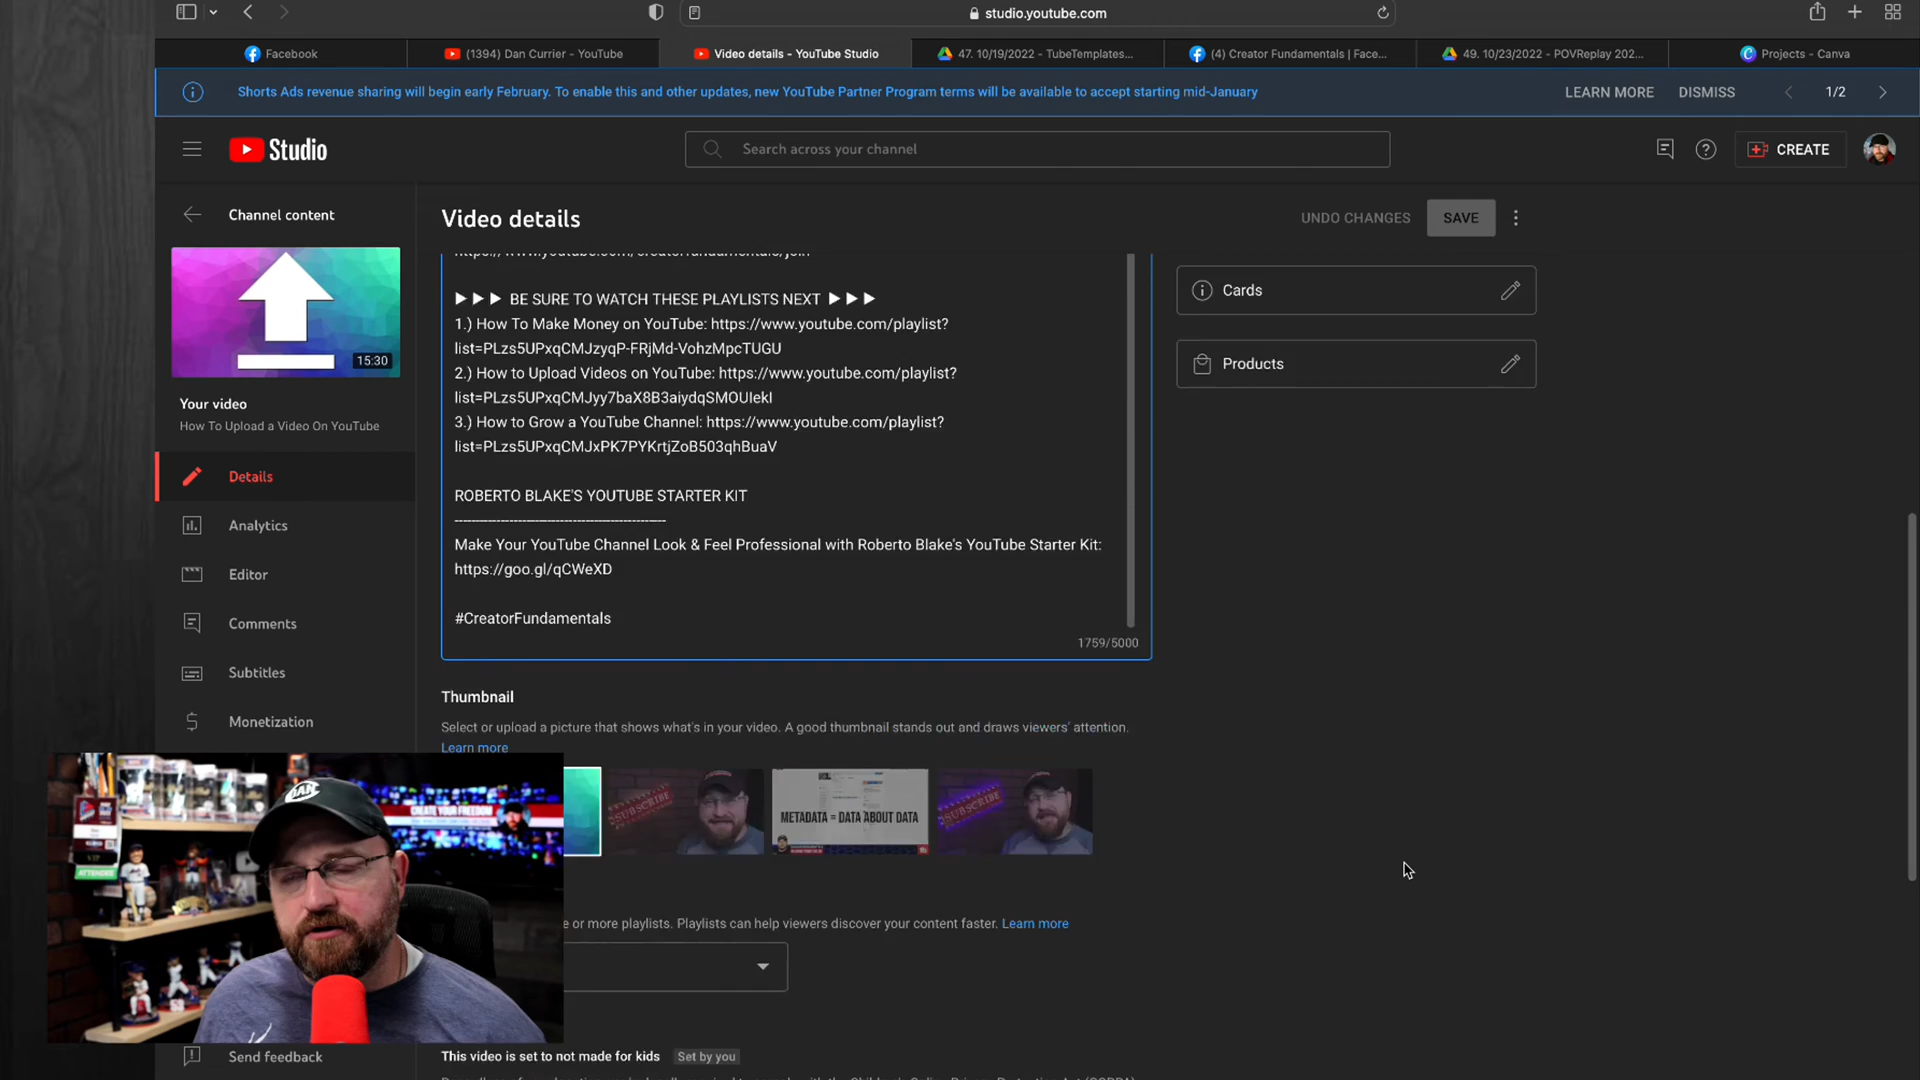 studio.youtube.com
Facebook
(1394) Dan Currier - YouTube
Video details - YouTube Studio
47. 10/19/2022 - TubeTemplates...
(4) Creator Fundamentals | Face...
49. 10/23/2022 - POVReplay 202...
Projects - Canva
Shorts Ads revenue sharing will begin early February. To enable this and other updates, new YouTube Partner Program terms will be available to accept starting mid-January
LEARN MORE
DISMISS
1/2
Studio
Search across your channel
CREATE
Channel content
15:30
Your video
How To Upload a Video On YouTube
Details
Analytics
Editor
Comments
Subtitles
Monetization
Send feedback
Video details
UNDO CHANGES
SAVE
▶▶▶ BE SURE TO WATCH THESE PLAYLISTS NEXT ▶▶▶
1.) How To Make Money on YouTube: https://www.youtube.com/playlist?
list=PLzs5UPxqCMJzyqP-FRjMd-VohzMpcTUGU
2.) How to Upload Videos on YouTube: https://www.youtube.com/playlist?
list=PLzs5UPxqCMJyy7baX8B3aiydqSMOUIekI
3.) How to Grow a YouTube Channel: https://www.youtube.com/playlist?
list=PLzs5UPxqCMJxPK7PYKrtjZoB503qhBuaV
ROBERTO BLAKE'S YOUTUBE STARTER KIT
-------------------------------------------------
Make Your YouTube Channel Look & Feel Professional with Roberto Blake's YouTube Starter Kit:
https://goo.gl/qCWeXD
#CreatorFundamentals
1759/5000
Cards
Products
Thumbnail
Select or upload a picture that shows what's in your video. A good thumbnail stands out and draws viewers' attention.
Learn more
SUBSCRIBE
METADATA = DATA ABOUT DATA
SUBSCRIBE
e or more playlists. Playlists can help viewers discover your content faster. Learn more
This video is set to not made for kids
Set by you
CREATE YOUR FREEDOM
DAN
VIP
ATTENDEE